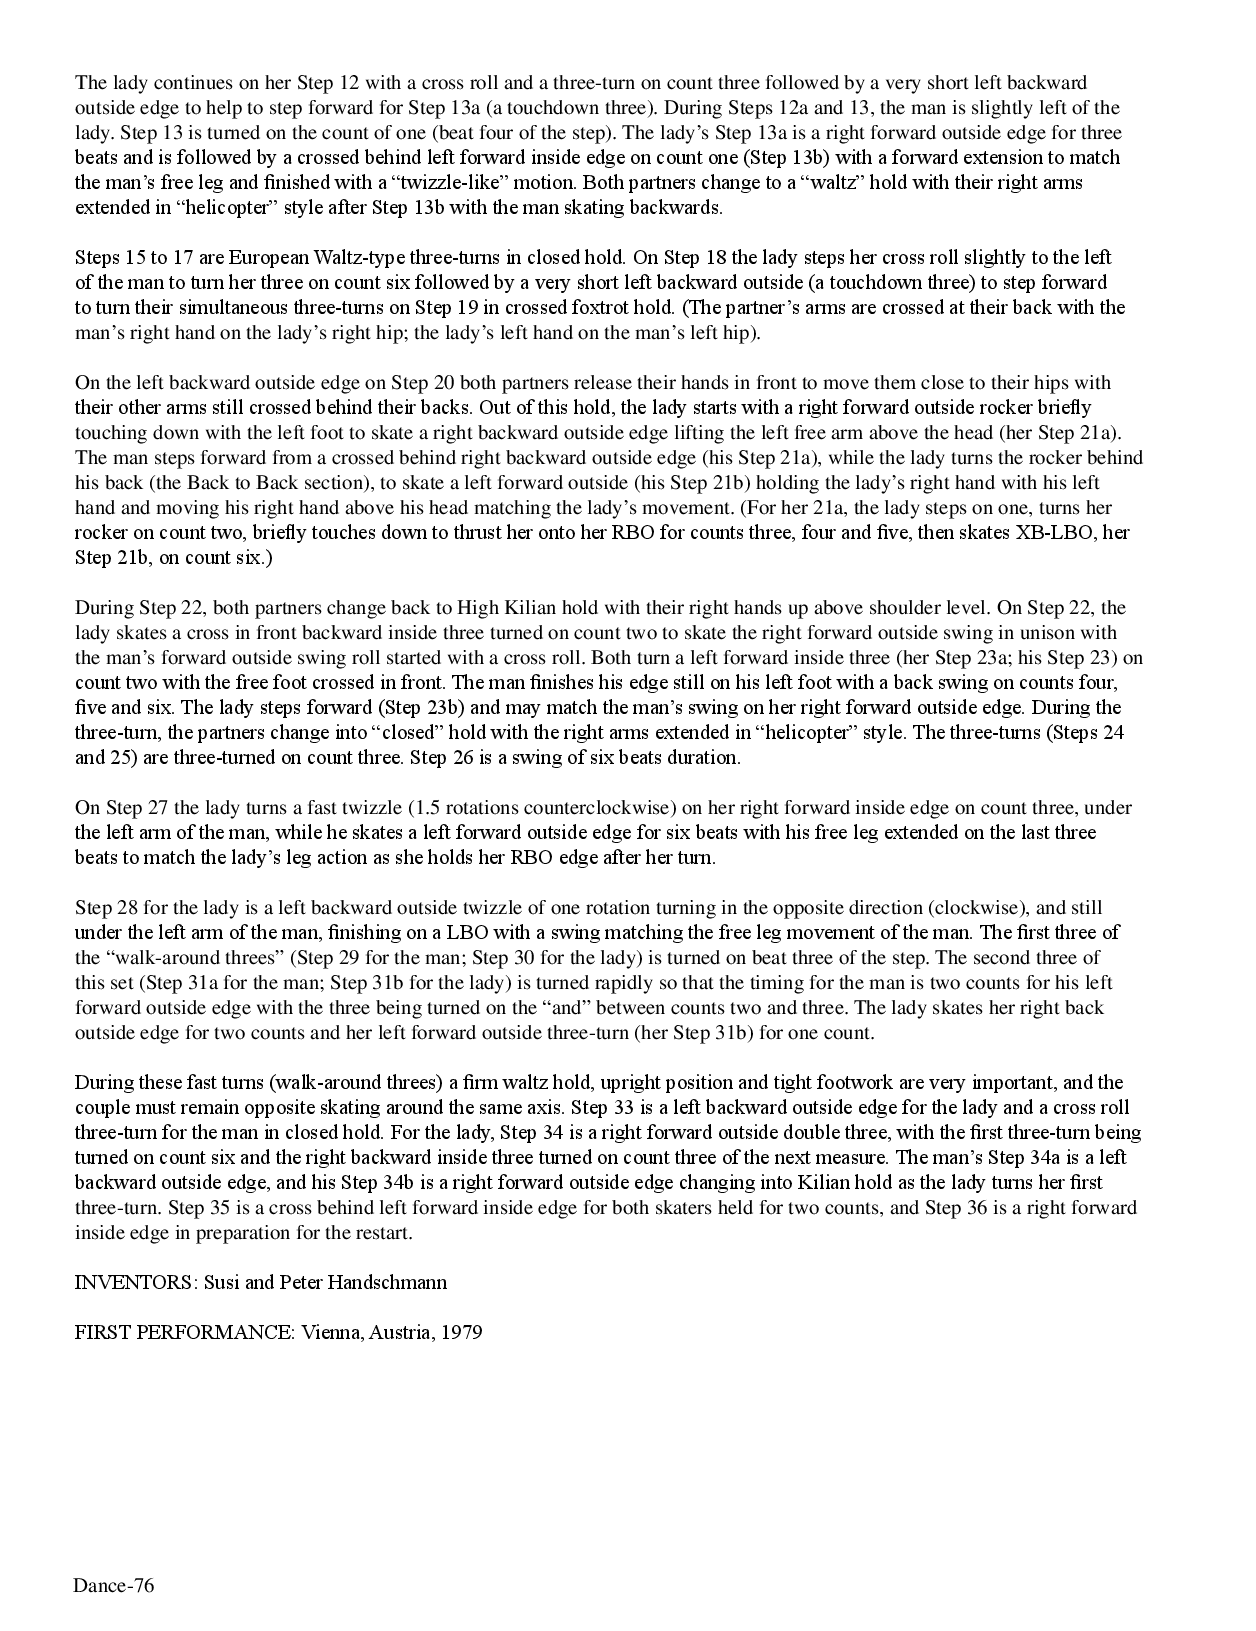 The lady continues on her Step 12 with a cross roll and a three-turn on count three followed by a very short left backward
outside edge to help to step forward for Step 13a (a touchdown three). During Steps 12a and 13, the man is slightly left of the
lady. Step 13 is turned on the count of one (beat four of the step). The lady’s Step 13a is a right forward outside edge for three
beats and is followed by a crossed behind left forward inside edge on count one (Step 13b) with a forward extension to match
the man’s free leg and finished with a “twizzle-like” motion. Both partners change to a “waltz” hold with their right arms
extended in “helicopter” style after Step 13b with the man skating backwards.
Steps 15 to 17 are European Waltz-type three-turns in closed hold. On Step 18 the lady steps her cross roll slightly to the left
of the man to turn her three on count six followed by a very short left backward outside (a touchdown three) to step forward
to turn their simultaneous three-turns on Step 19 in crossed foxtrot hold. (The partner’s arms are crossed at their back with the
man’s right hand on the lady’s right hip; the lady’s left hand on the man’s left hip).
On the left backward outside edge on Step 20 both partners release their hands in front to move them close to their hips with
their other arms still crossed behind their backs. Out of this hold, the lady starts with a right forward outside rocker briefly
touching down with the left foot to skate a right backward outside edge lifting the left free arm above the head (her Step 21a).
The man steps forward from a crossed behind right backward outside edge (his Step 21a), while the lady turns the rocker behind
his back (the Back to Back section), to skate a left forward outside (his Step 21b) holding the lady’s right hand with his left
hand and moving his right hand above his head matching the lady’s movement. (For her 21a, the lady steps on one, turns her
rocker on count two, briefly touches down to thrust her onto her RBO for counts three, four and five, then skates XB-LBO, her
Step 21b, on count six.)
During Step 22, both partners change back to High Kilian hold with their right hands up above shoulder level. On Step 22, the
lady skates a cross in front backward inside three turned on count two to skate the right forward outside swing in unison with
the man’s forward outside swing roll started with a cross roll. Both turn a left forward inside three (her Step 23a; his Step 23) on
count two with the free foot crossed in front. The man finishes his edge still on his left foot with a back swing on counts four,
five and six. The lady steps forward (Step 23b) and may match the man’s swing on her right forward outside edge. During the
three-turn, the partners change into “closed” hold with the right arms extended in “helicopter” style. The three-turns (Steps 24
and 25) are three-turned on count three. Step 26 is a swing of six beats duration.
On Step 27 the lady turns a fast twizzle (1.5 rotations counterclockwise) on her right forward inside edge on count three, under
the left arm of the man, while he skates a left forward outside edge for six beats with his free leg extended on the last three
beats to match the lady’s leg action as she holds her RBO edge after her turn.
Step 28 for the lady is a left backward outside twizzle of one rotation turning in the opposite direction (clockwise), and still
under the left arm of the man, finishing on a LBO with a swing matching the free leg movement of the man. The first three of
the “walk-around threes” (Step 29 for the man; Step 30 for the lady) is turned on beat three of the step. The second three of
this set (Step 31a for the man; Step 31b for the lady) is turned rapidly so that the timing for the man is two counts for his left
forward outside edge with the three being turned on the “and” between counts two and three. The lady skates her right back
outside edge for two counts and her left forward outside three-turn (her Step 31b) for one count.
During these fast turns (walk-around threes) a firm waltz hold, upright position and tight footwork are very important, and the
couple must remain opposite skating around the same axis. Step 33 is a left backward outside edge for the lady and a cross roll
three-turn for the man in closed hold. For the lady, Step 34 is a right forward outside double three, with the first three-turn being
turned on count six and the right backward inside three turned on count three of the next measure. The man’s Step 34a is a left
backward outside edge, and his Step 34b is a right forward outside edge changing into Kilian hold as the lady turns her first
three-turn. Step 35 is a cross behind left forward inside edge for both skaters held for two counts, and Step 36 is a right forward
inside edge in preparation for the restart.
INVENTORS: Susi and Peter Handschmann
FIRST PERFORMANCE: Vienna, Austria, 1979
Dance-76